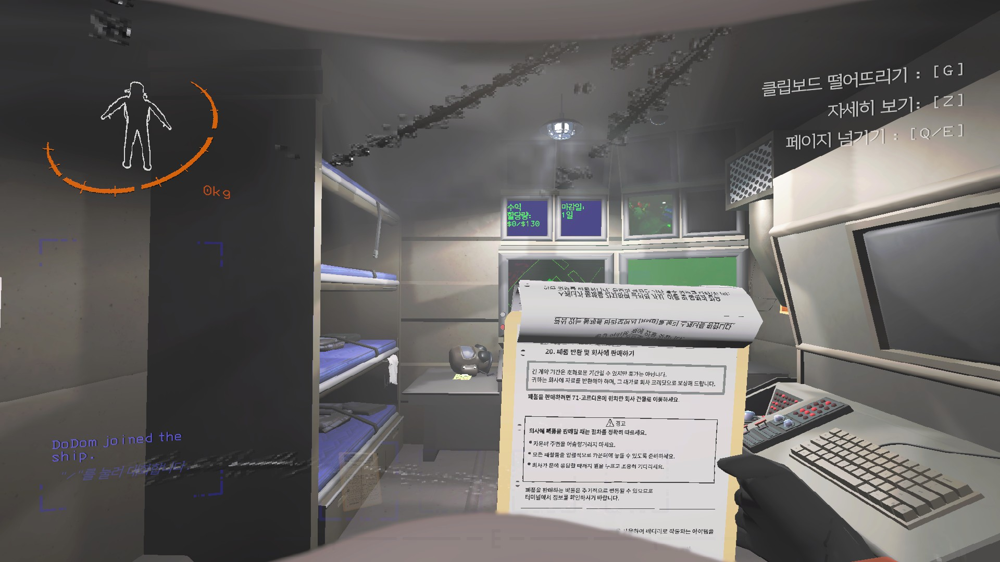 클립보드 떨어뜨리기 : [G]
자세히 보기: [Z]
페이지 넘기기 : [Q/E]
0kg
수익
할당량:
$0/$130
마감일:
1일
20. 폐품 반환 및 회사에 판매하기
긴 계약 기간은 호화로운 기간일 수 있지만 휴가는 아닙니다.
귀하는 회사에 자료를 반환해야 하며, 그 대가로 회사 크레딧으로 보상해 드립니다.
폐품을 판매하려면 71-고르디온에 위치한 회사 건물로 이동하세요.
경고
회사에 폐품을 판매할 때는 절차를 정확히 따르세요.
• 카운터 주변을 어슬렁거리지 마세요.
• 모든 폐철물을 일괄적으로 카운터에 놓을 수 있도록 준비하세요.
• 회사가 문에 응답할 때까지 벨을 누르고 조용히 기다리세요.
폐품을 판매하는 비율은 주기적으로 변동될 수 있으므로
터미널에서 정보를 확인하시기 바랍니다.
사용하여 배터리로 작동되는 아이템을
DoDom joined the
ship.
"/"를 눌러 대화합니다.
E